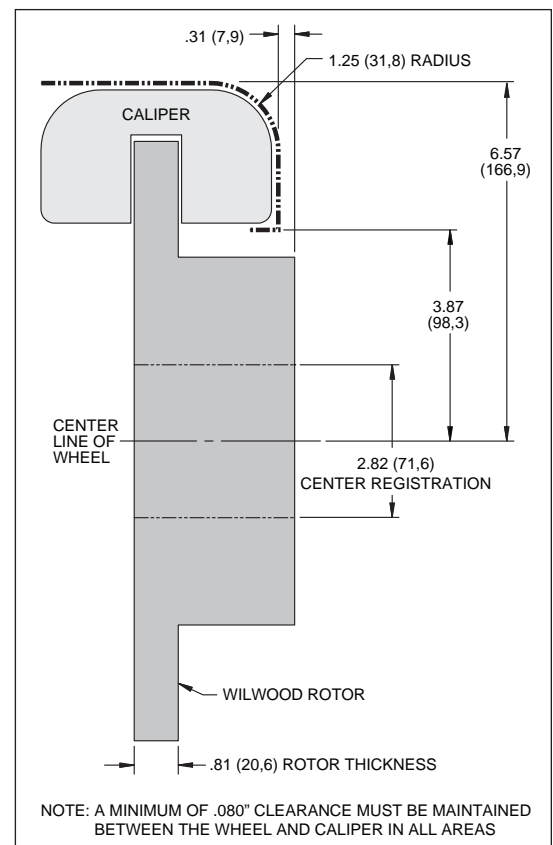 .31 (7,9)
1.25 (31,8) RADIUS
CALIPER
6.57
(166,9)
3.87
(98,3)
CENTER
LINE OF
WHEEL
2.82 (71,6)
CENTER REGISTRATION
WILWOOD ROTOR
.81 (20,6) ROTOR THICKNESS
NOTE: A MINIMUM OF .080" CLEARANCE MUST BE MAINTAINED
BETWEEN THE WHEEL AND CALIPER IN ALL AREAS